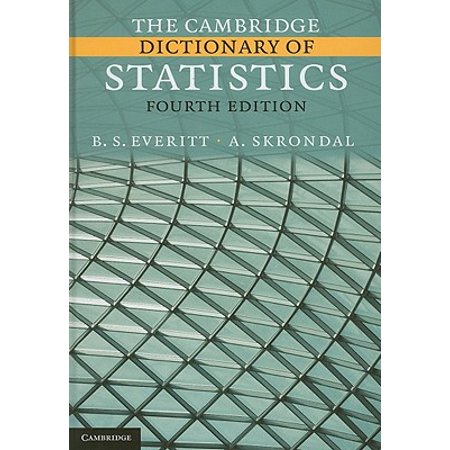 THE CAMBRIDGE
DICTIONARY OF
STATISTICS
FOURTH EDITION
B. S. EVERITT · A. SKRONDAL
CAMBRIDGE